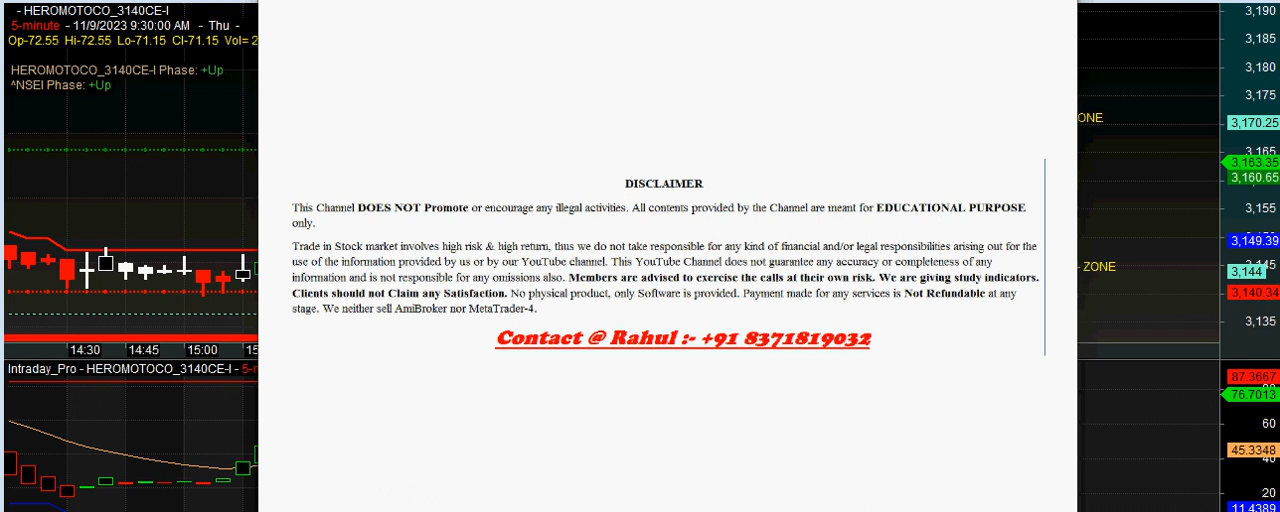 - HEROMOTOCO_3140CE-I
5-minute - 11/9/2023 9:30:00 AM - Thu -
Op-72.55 Hi-72.55 Lo-71.15 Cl-71.15 Vol= 2
HEROMOTOCO_3140CE-I Phase: +Up
^NSEI Phase: +Up
14:30 14:45 15:00 15
Intraday_Pro - HEROMOTOCO_3140CE-I - 5-
DISCLAIMER
This Channel DOES NOT Promote or encourage any illegal activities. All contents provided by the Channel are meant for EDUCATIONAL PURPOSE
only.
Trade in Stock market involves high risk & high return, thus we do not take responsible for any kind of financial and/or legal responsibilities arising out for the
use of the information provided by us or by our YouTube channel. This YouTube Channel does not guarantee any accuracy or completeness of any
information and is not responsible for any omissions also. Members are advised to exercise the calls at their own risk. We are giving study indicators.
Clients should not Claim any Satisfaction. No physical product, only Software is provided. Payment made for any services is Not Refundable at any
stage. We neither sell AmiBroker nor MetaTrader-4.
Contact @ Rahul :- +91 8371819032
ONE
ZONE
3,190
3,185
3,180
3,175
3,170.25
3,165
3,163.35
3,160.65
3,155
3,149.39
3,145
3,144
3,140.34
3,135
87.3667
76.7013
60
45.3348
40
20
11.4389